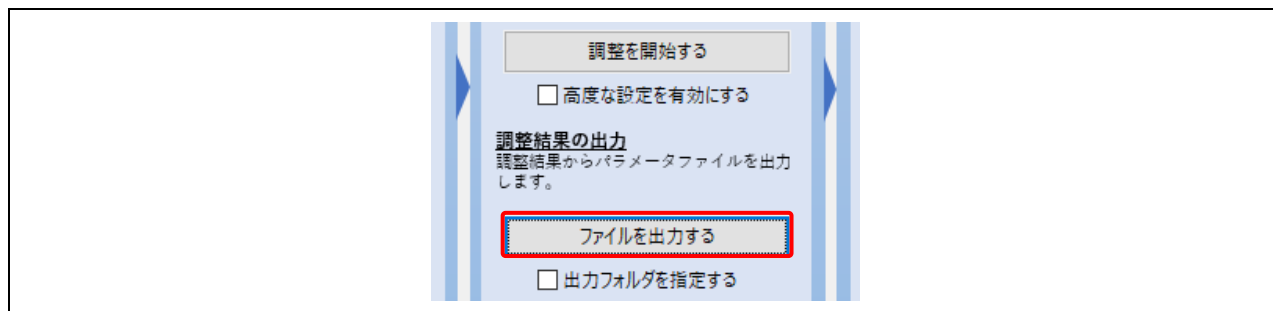 調整を開始する
高度な設定を有効にする
調整結果の出力
調整結果からパラメータファイルを出力
します。
ファイルを出力する
出力フォルダを指定する